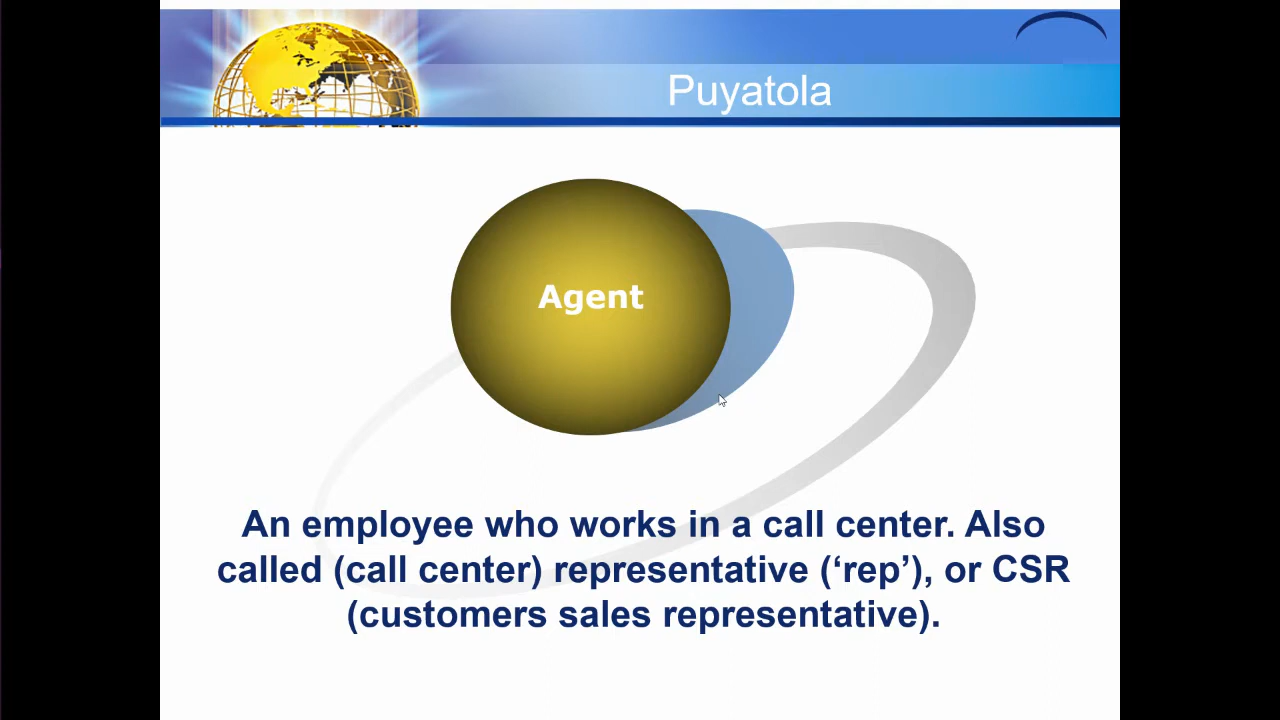 Puyatola
Agent
An employee who works in a call center. Also
called (call center) representative (‘rep’), or CSR
(customers sales representative).